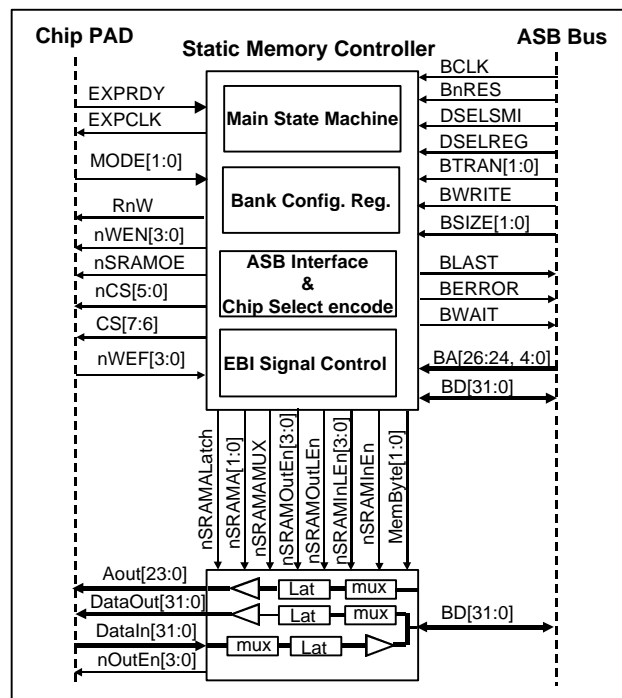 Chip PAD
Static Memory Controller
ASB Bus
EXPRDY
EXPCLK
MODE[1:0]
RnW
nWEN[3:0]
nSRAMOE
nCS[5:0]
CS[7:6]
nWEF[3:0]
Main State Machine
Bank Config. Reg.
ASB Interface
&
Chip Select encode
EBI Signal Control
BCLK
BnRES
DSELSMI
DSELREG
BTRAN[1:0]
BWRITE
BSIZE[1:0]
BLAST
BERROR
BWAIT
BA[26:24, 4:0]
BD[31:0]
nSRAMALatch
nSRAMA[1:0]
nSRAMAMUX
nSRAMOutEn[3:0]
nSRAMOutLEn
nSRAMInLEn[3:0]
nSRAMInEn
MemByte[1:0]
Aout[23:0]
DataOut[31:0]
DataIn[31:0]
nOutEn[3:0]
Lat
mux
Lat
mux
mux
Lat
BD[31:0]